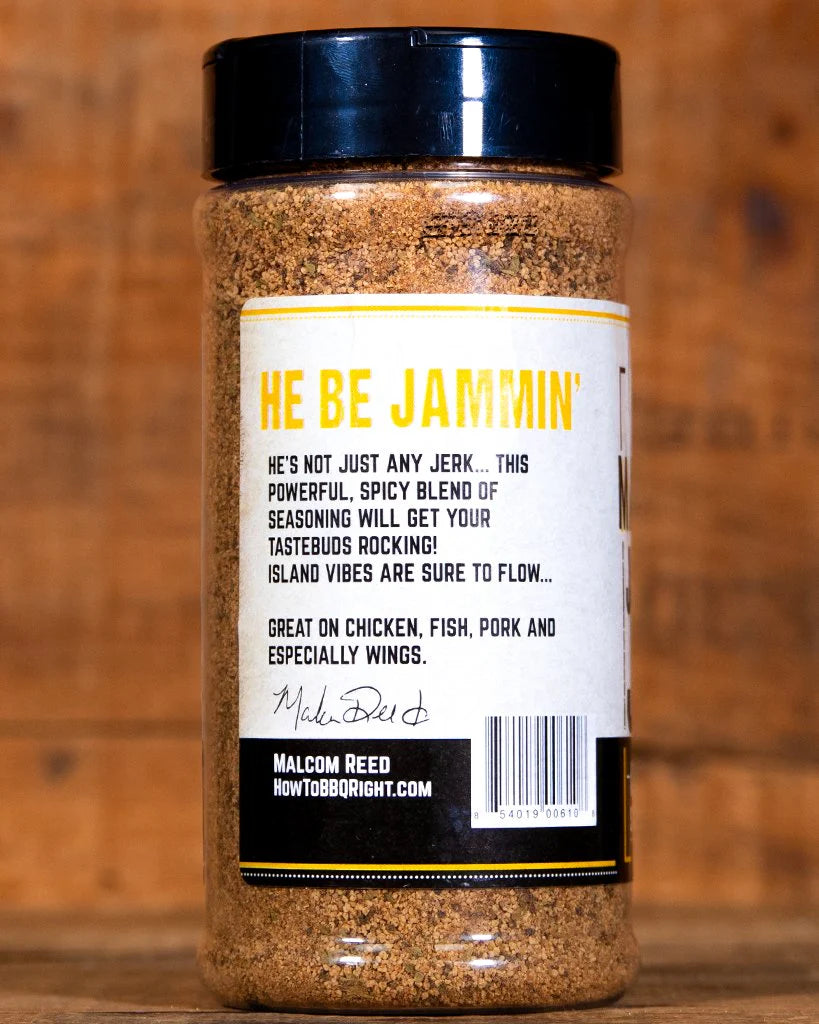 HE BE JAMMIN'
HE'S NOT JUST ANY JERK... THIS
POWERFUL, SPICY BLEND OF
SEASONING WILL GET YOUR
TASTEBUDS ROCKING!
ISLAND VIBES ARE SURE TO FLOW...
GREAT ON CHICKEN, FISH, PORK AND
ESPECIALLY WINGS.
Malcom Reed
MALCOM REED
HOWTOBBQRIGHT.COM
8 54019 00610 8